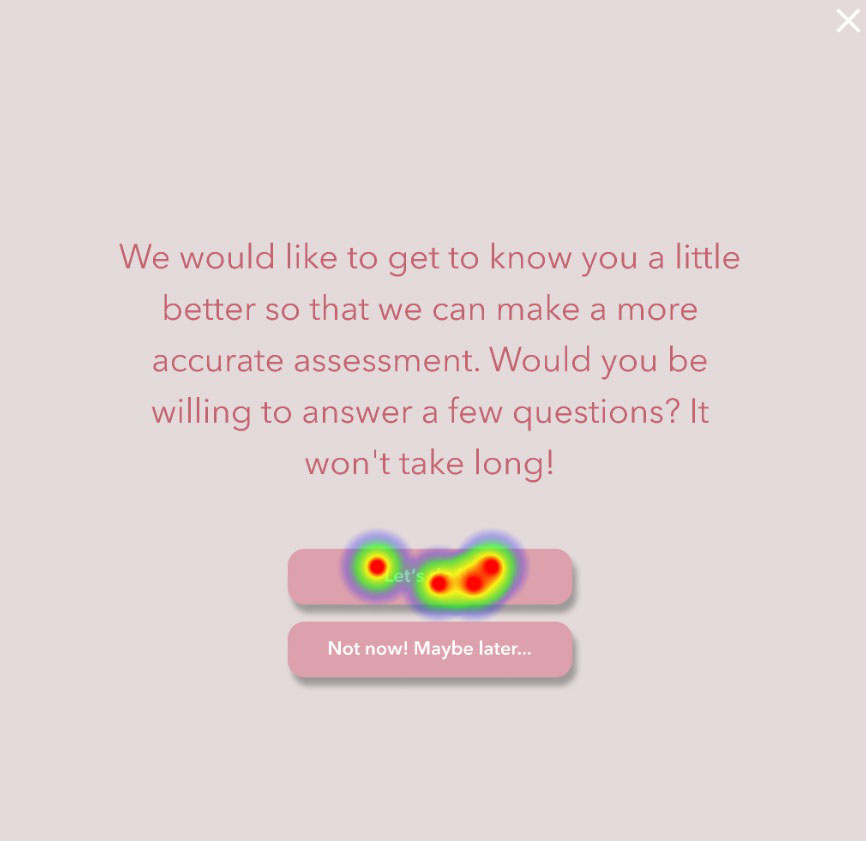 We would like to get to know you a little
better so that we can make a more
accurate assessment. Would you be
willing to answer a few questions? It
won't take long!
Let's
Not now! Maybe later...